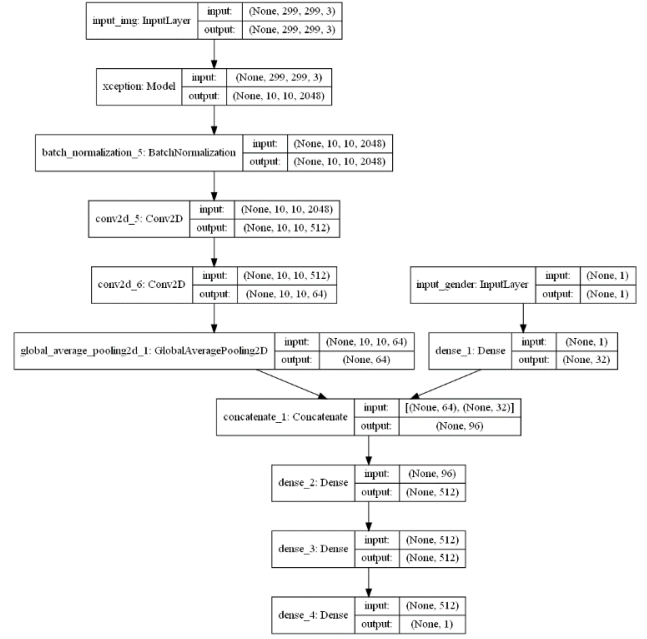 input_img: InputLayer
input: (None, 299, 299, 3)
output: (None, 299, 299, 3)
xception: Model
input: (None, 299, 299, 3)
output: (None, 10, 10, 2048)
batch_normalization_5: BatchNormalization
input: (None, 10, 10, 2048)
output: (None, 10, 10, 2048)
conv2d_5: Conv2D
input: (None, 10, 10, 2048)
output: (None, 10, 10, 512)
conv2d_6: Conv2D
input: (None, 10, 10, 512)
output: (None, 10, 10, 64)
input_gender: InputLayer
input: (None, 1)
output: (None, 1)
global_average_pooling2d_1: GlobalAveragePooling2D
input: (None, 10, 10, 64)
output: (None, 64)
dense_1: Dense
input: (None, 1)
output: (None, 32)
concatenate_1: Concatenate
input: [(None, 64), (None, 32)]
output: (None, 96)
dense_2: Dense
input: (None, 96)
output: (None, 512)
dense_3: Dense
input: (None, 512)
output: (None, 512)
dense_4: Dense
input: (None, 512)
output: (None, 1)